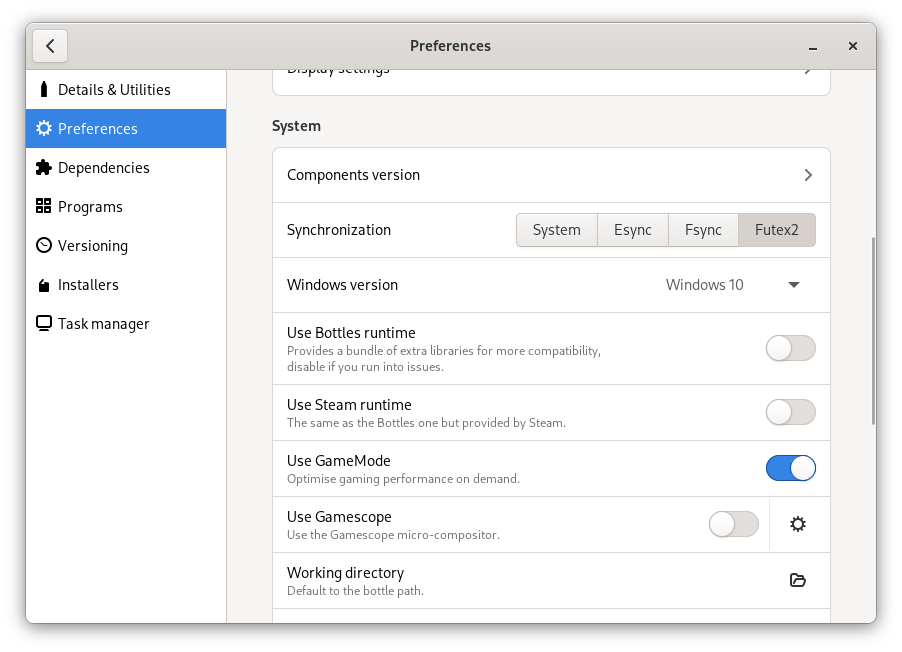 Preferences
Details & Utilities
Preferences
Dependencies
Programs
Versioning
Installers
Task manager
Display settings
System
Components version
Synchronization
System Esync Fsync Futex2
Windows version
Windows 10
Use Bottles runtime
Provides a bundle of extra libraries for more compatibility,
disable if you run into issues.
Use Steam runtime
The same as the Bottles one but provided by Steam.
Use GameMode
Optimise gaming performance on demand.
Use Gamescope
Use the Gamescope micro-compositor.
Working directory
Default to the bottle path.